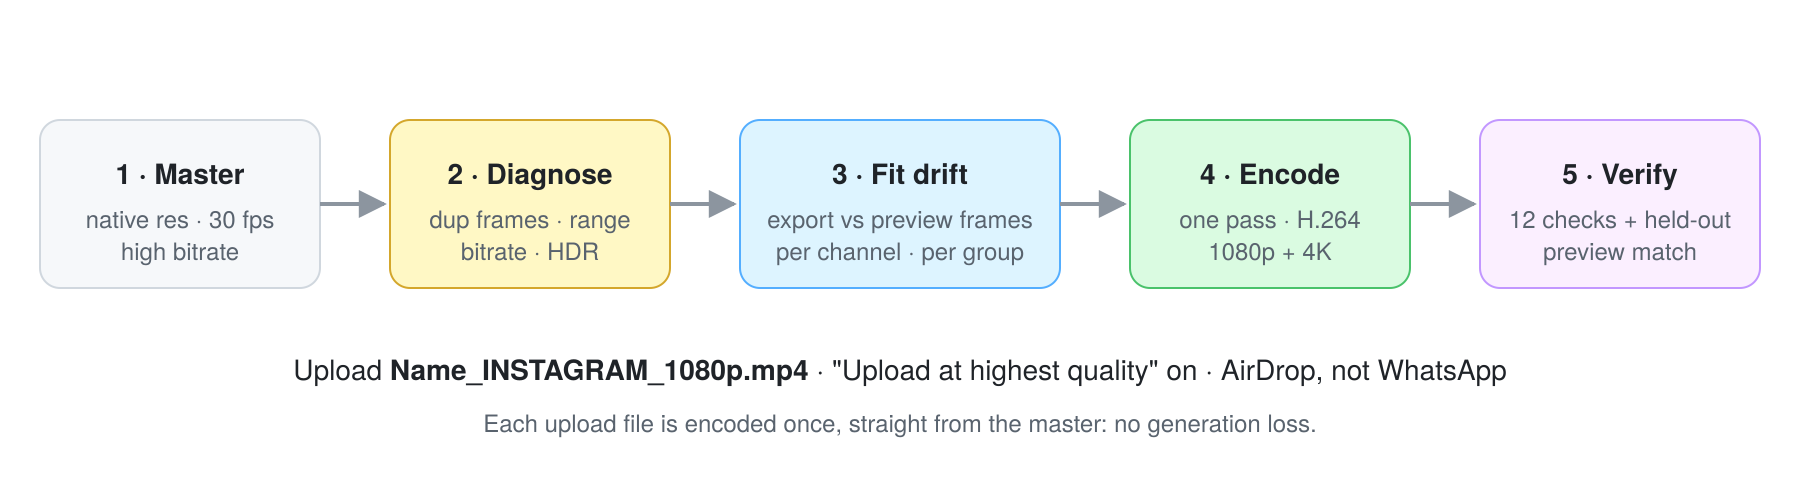 1 · Master
native res · 30 fps
high bitrate
2 · Diagnose
dup frames · range
bitrate · HDR
3 · Fit drift
export vs preview frames
per channel · per group
4 · Encode
one pass · H.264
1080p + 4K
5 · Verify
12 checks + held-out
preview match
Upload Name_INSTAGRAM_1080p.mp4 · "Upload at highest quality" on · AirDrop, not WhatsApp
Each upload file is encoded once, straight from the master: no generation loss.